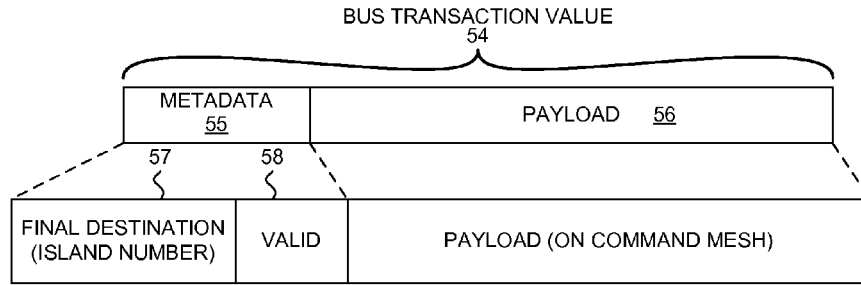 BUS TRANSACTION VALUE
54
METADATA
55
PAYLOAD 56
57
58
FINAL DESTINATION
(ISLAND NUMBER)
VALID
PAYLOAD (ON COMMAND MESH)